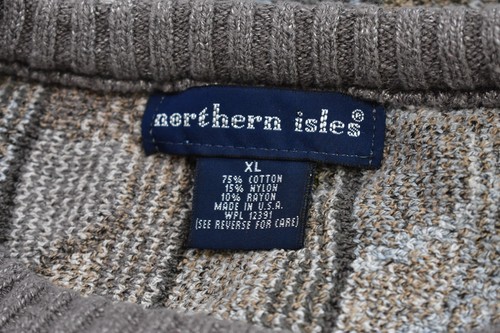 northern isles®
XL
75% COTTON
15% NYLON
10% RAYON
MADE IN U.S.A.
WPL 12391
(SEE REVERSE FOR CARE)